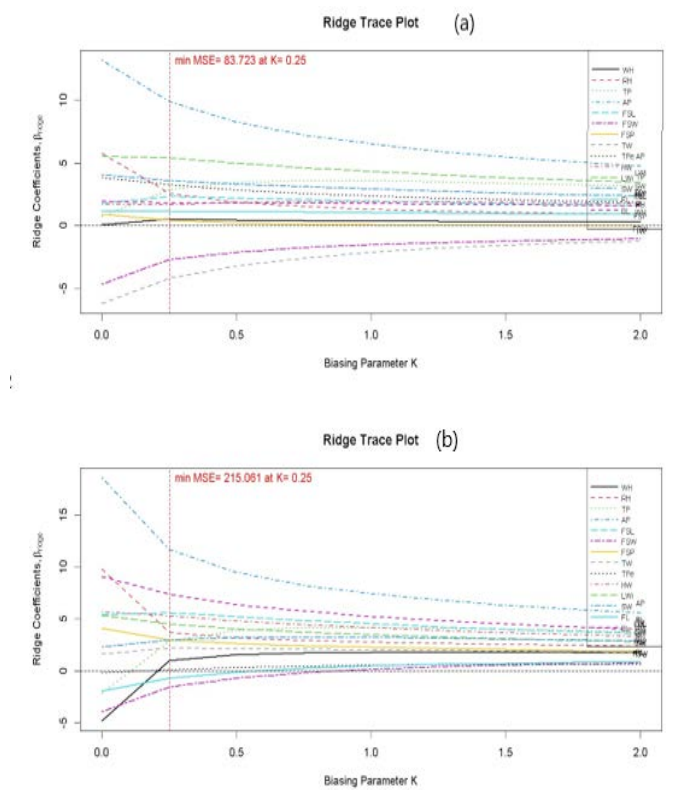 Ridge Trace Plot (a)
min MSE= 83.723 at K= 0.25
Ridge Coefficients, βridge
10
5
0
-5
WH
RH
TP
AP
FSL
FSW
FSP
TW
TFe AP
LWi
SW
0.0 0.5 1.0 1.5 2.0
Biasing Parameter K
Ridge Trace Plot (b)
min MSE= 215.061 at K= 0.25
Ridge Coefficients, βridge
15
10
5
0
-5
WH
RH
TP
AP
FSL
FSW
FSP
TW
TFe
HW
LWi
SW AP
FL
0.0 0.5 1.0 1.5 2.0
Biasing Parameter K